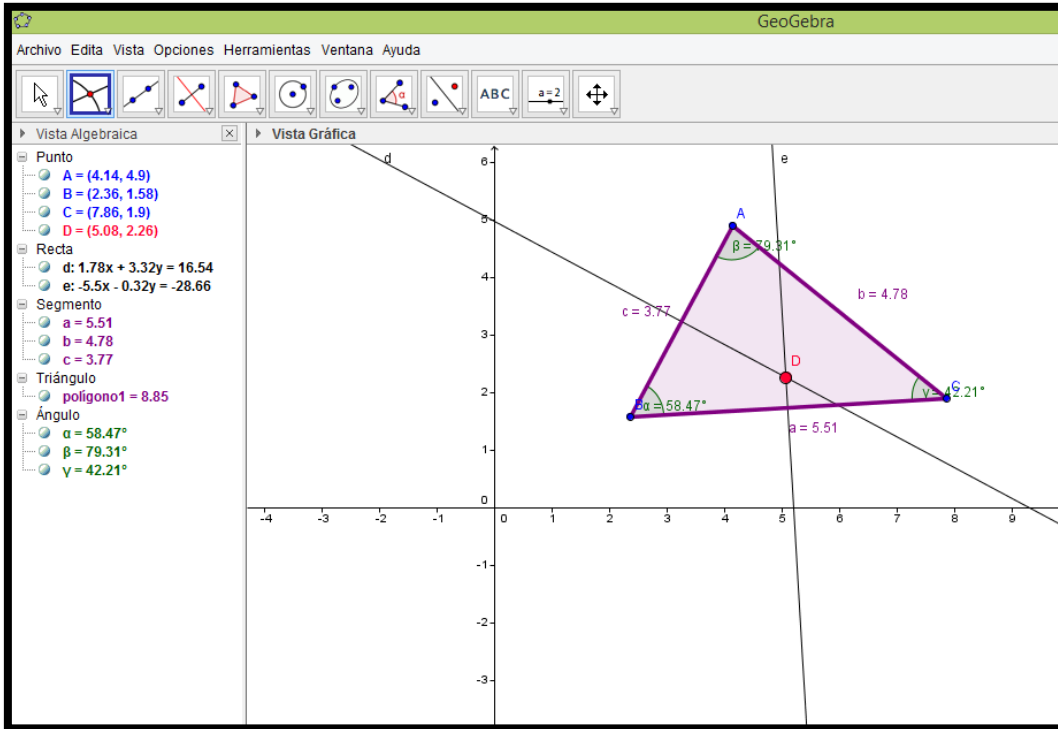 GeoGebra
Archivo Edita Vista Opciones Herramientas Ventana Ayuda
ABC
a=2
α
Vista Algebraica
Vista Gráfica
Punto
A = (4.14, 4.9)
B = (2.36, 1.58)
C = (7.86, 1.9)
D = (5.08, 2.26)
Recta
d: 1.78x + 3.32y = 16.54
e: -5.5x - 0.32y = -28.66
Segmento
a = 5.51
b = 4.78
c = 3.77
Triángulo
polígono1 = 8.85
Ángulo
α = 58.47°
β = 79.31°
γ = 42.21°
d
e
A
β = 79.31°
b = 4.78
c = 3.77
D
C
γ = 42.21°
B
α = 58.47°
a = 5.51
6
5
4
3
2
1
0
-4 -3 -2 -1 0 1 2 3 4 5 6 7 8 9
-1
-2
-3